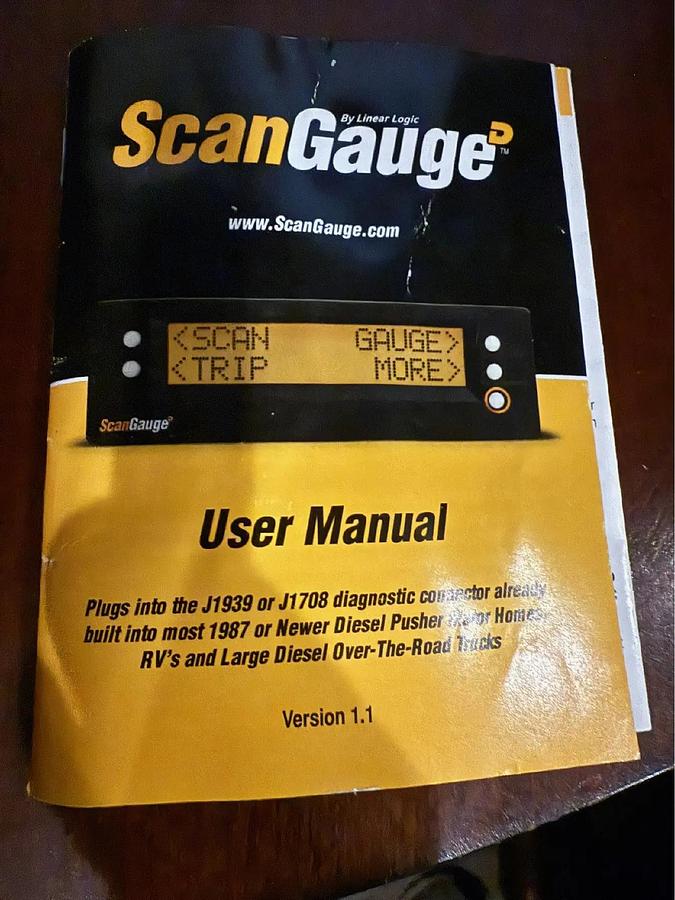 By Linear Logic
ScanGaugeD™
www.ScanGauge.com
<SCAN GAUGE>
<TRIP MORE>
ScanGaugeD
User Manual
Plugs into the J1939 or J1708 diagnostic connector already
built into most 1987 or Newer Diesel Pusher Motor Homes,
RV's and Large Diesel Over-The-Road Trucks
Version 1.1